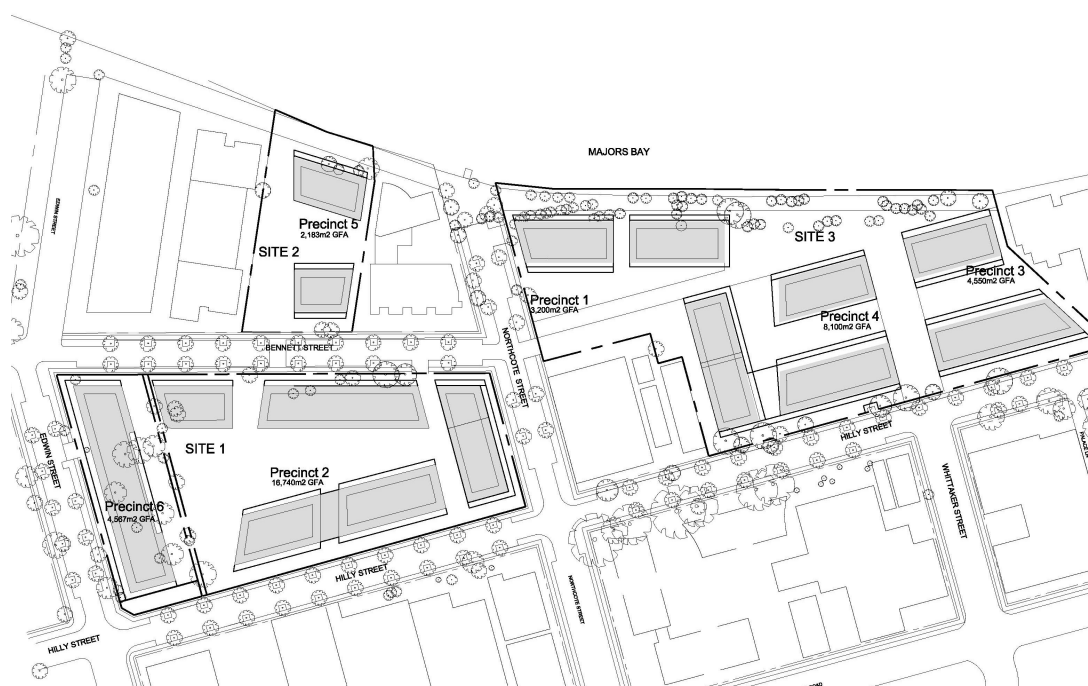 MAJORS BAY
EDWIN STREET
Precinct 5
2,183m2 GFA
SITE 2
SITE 3
Precinct 3
4,550m2 GFA
Precinct 1
3,200m2 GFA
Precinct 4
8,100m2 GFA
BENNETT STREET
NORTHCOTE STREET
HILLY STREET
EDWIN STREET
SITE 1
Precinct 2
16,740m2 GFA
Precinct 6
4,567m2 GFA
WHITTAKER STREET
HILLY STREET
NORTHCOTE STREET
HILLY STREET